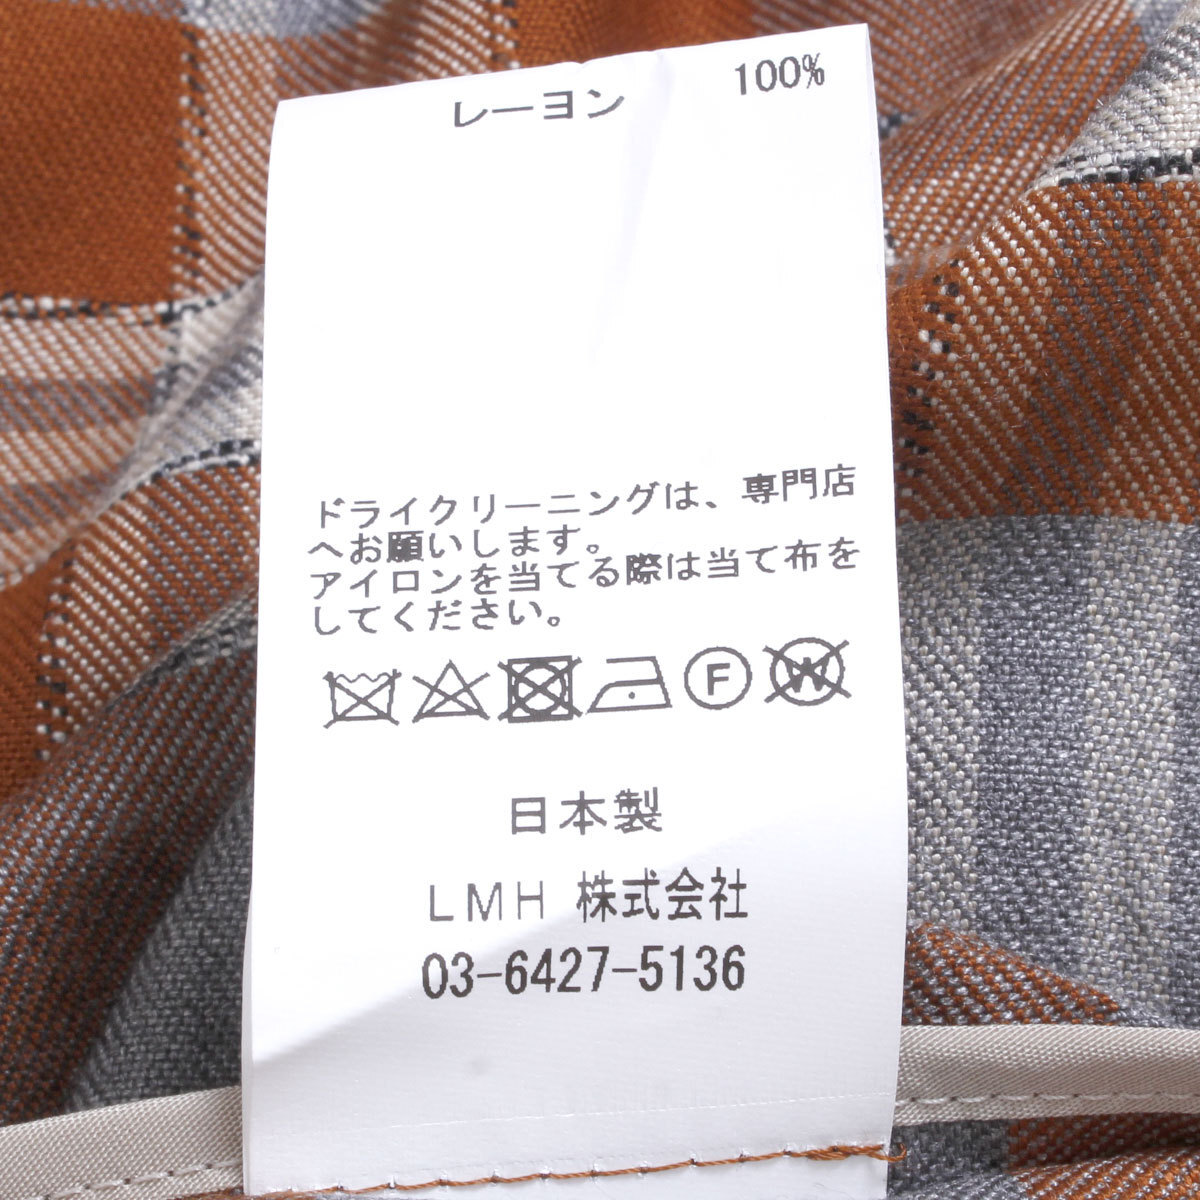 レーヨン 100%
ドライクリーニングは、専門店
へお願いします。
アイロンを当てる際は当て布を
してください。
F W
日本製
LMH 株式会社
03-6427-5136